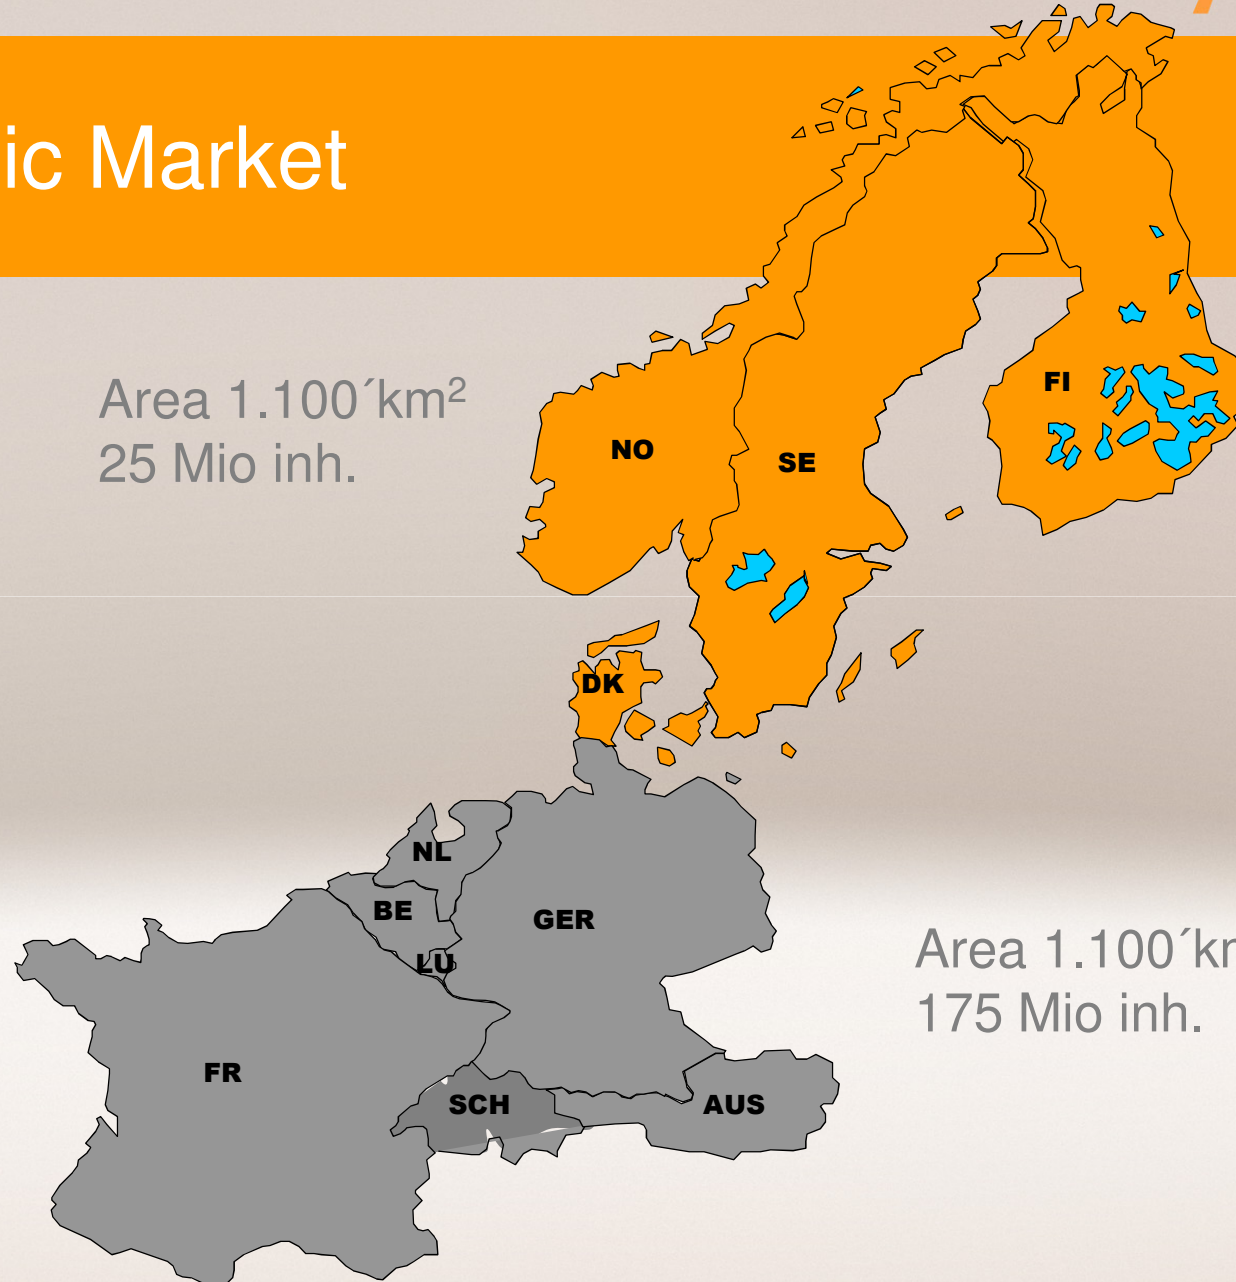 ic Market
Area 1.100´km²
25 Mio inh.
FI
NO
SE
DK
NL
BE
GER
LU
Area 1.100´k
175 Mio inh.
FR
SCH
AUS